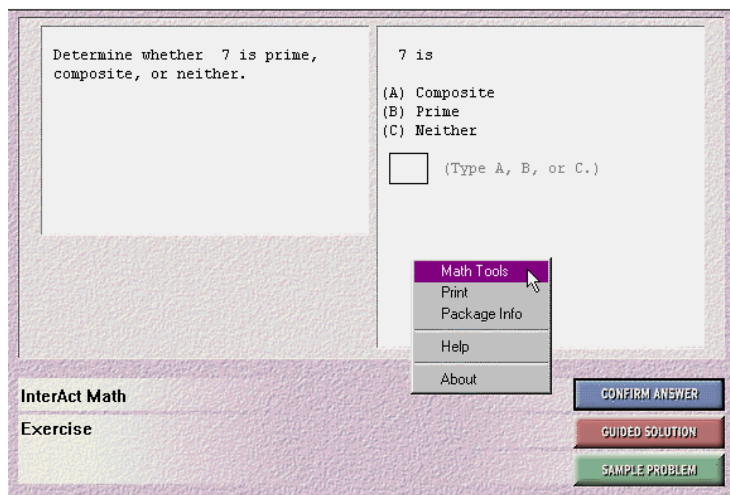 Determine whether 7 is prime,
composite, or neither.
7 is
(A) Composite
(B) Prime
(C) Neither
(Type A, B, or C.)
Math Tools
Print
Package Info
Help
About
InterAct Math
Exercise
CONFIRM ANSWER
GUIDED SOLUTION
SAMPLE PROBLEM